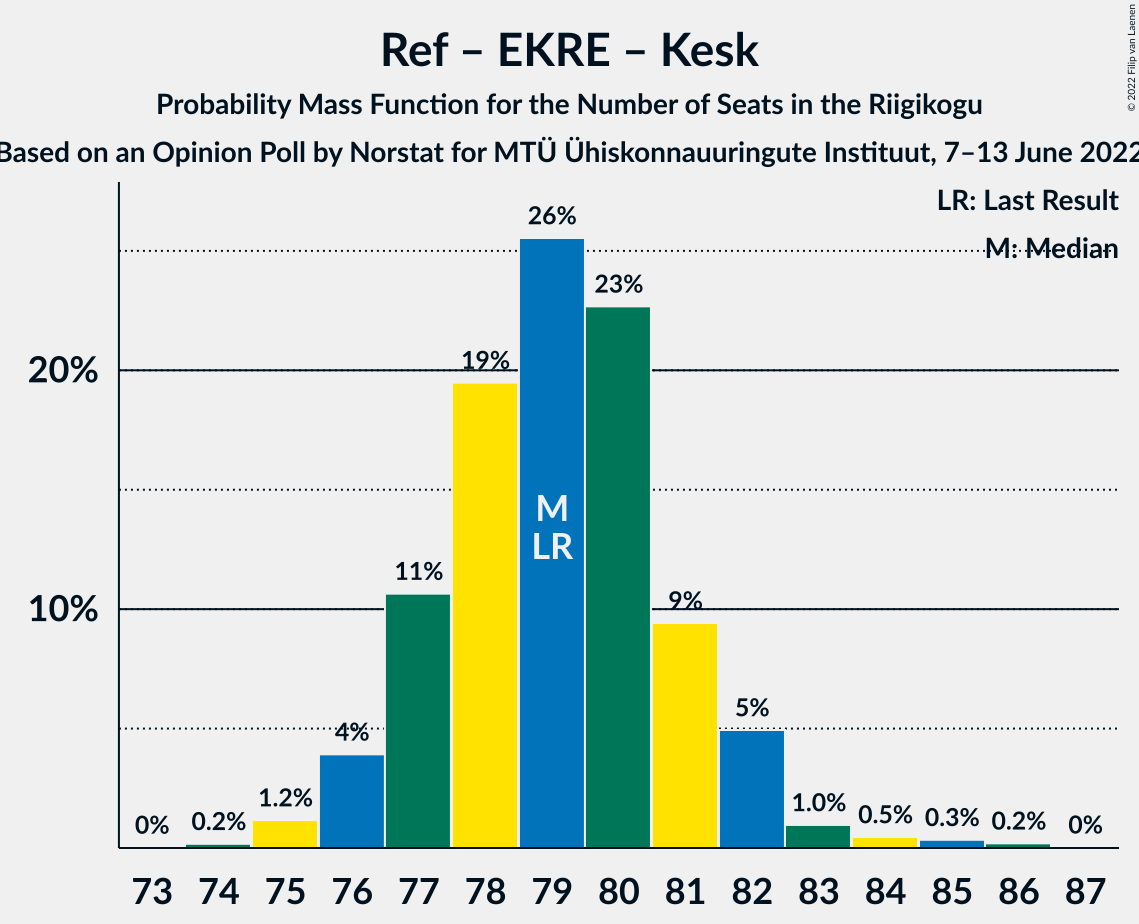 Ref – EKRE – Kesk
Probability Mass Function for the Number of Seats in the Riigikogu
Based on an Opinion Poll by Norstat for MTÜ Ühiskonnauuringute Instituut, 7–13 June 2022
© 2022 Filip van Laenen
LR: Last Result
M: Median
26%
23%
20%
19%
M
LR
11%
10%
9%
5%
4%
1.2%
1.0%
0% 0.2% 0.5% 0.3% 0.2% 0%
73 74 75 76 77 78 79 80 81 82 83 84 85 86 87